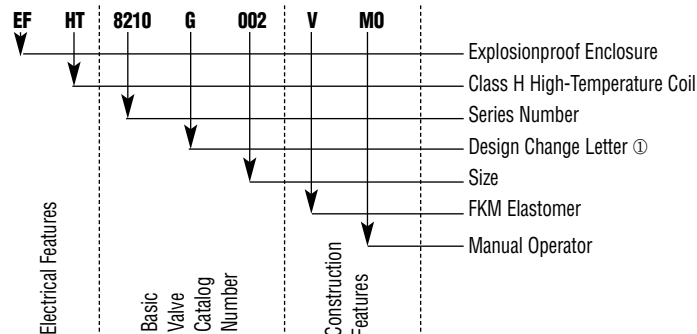 EF HT 8210 G 002 V MO
Explosionproof Enclosure
Class H High-Temperature Coil
Series Number
Design Change Letter ①
Size
FKM Elastomer
Manual Operator
Electrical Features
Basic
Valve
Catalog
Number
Construction
Features